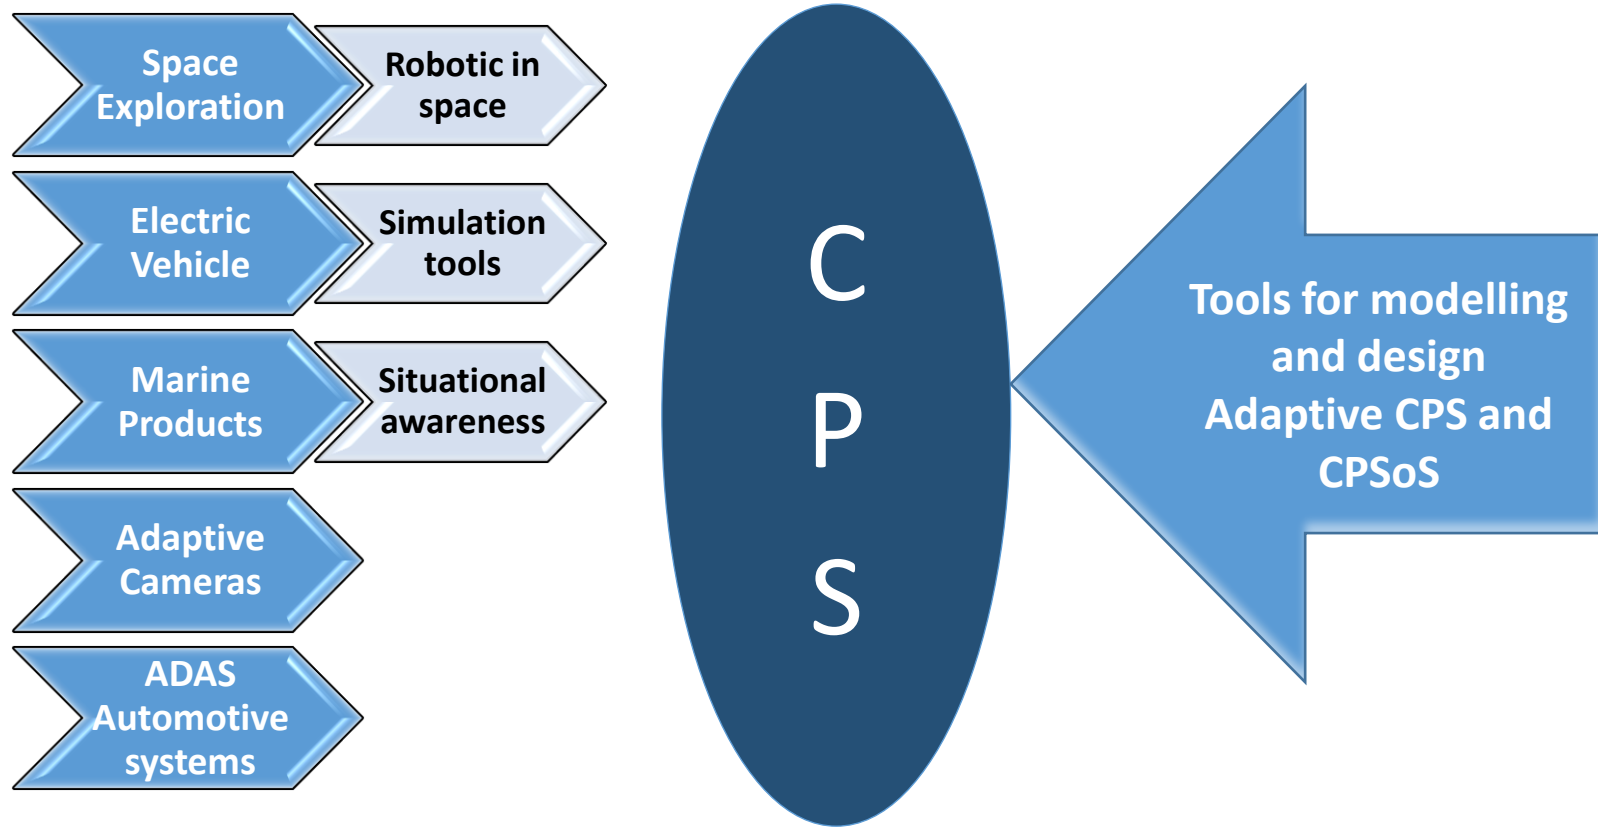 Space
Exploration
Robotic in
space
Electric
Vehicle
Simulation
tools
Marine
Products
Situational
awareness
Adaptive
Cameras
ADAS
Automotive
systems
C
P
S
Tools for modelling
and design
Adaptive CPS and
CPSoS